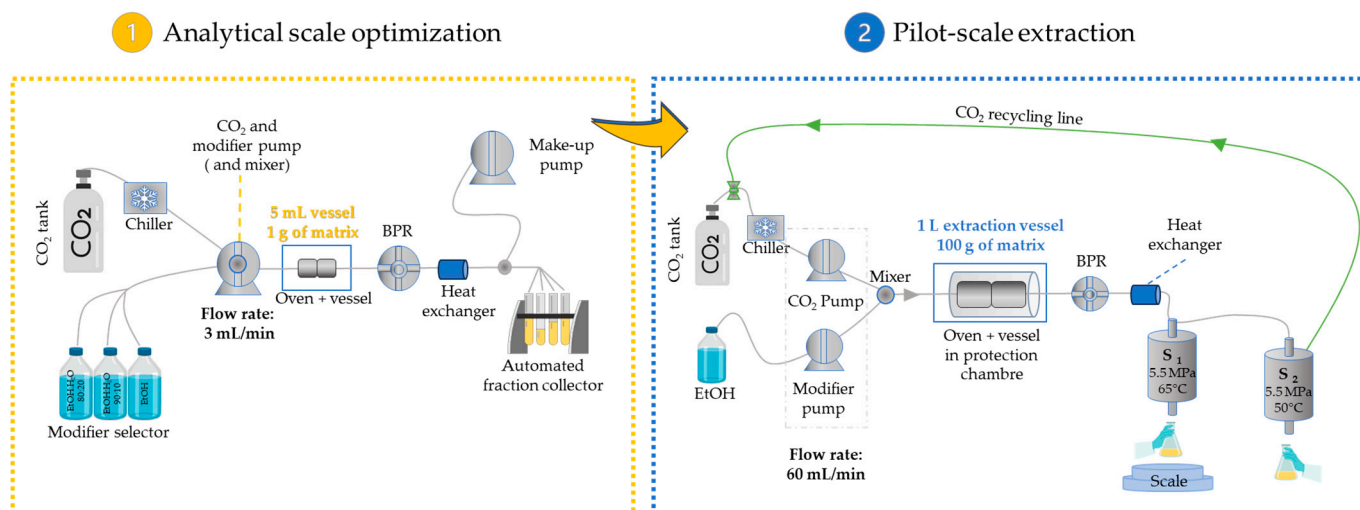 1 Analytical scale optimization
CO2 and
modifier pump
( and mixer)
Make-up
pump
CO2 tank
CO2
Chiller
5 mL vessel
1 g of matrix
BPR
Oven + vessel
Heat
exchanger
Flow rate:
3 mL/min
Automated
fraction collector
EtOH:H2O
80:20
EtOH:H2O
90:10
EtOH
Modifier selector
2 Pilot-scale extraction
CO2 recycling line
CO2 tank
CO2
Chiller
CO2 Pump
Mixer
1 L extraction vessel
100 g of matrix
BPR
Heat
exchanger
Oven + vessel
in protection
chambre
EtOH
Modifier
pump
Flow rate:
60 mL/min
S 1
5.5 MPa
65°C
S 2
5.5 MPa
50°C
Scale